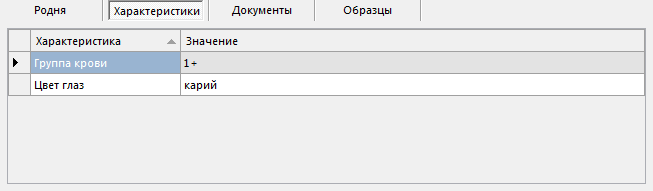 Родня Характеристики Документы Образцы
Характеристика Значение
Группа крови 1+
Цвет глаз карий